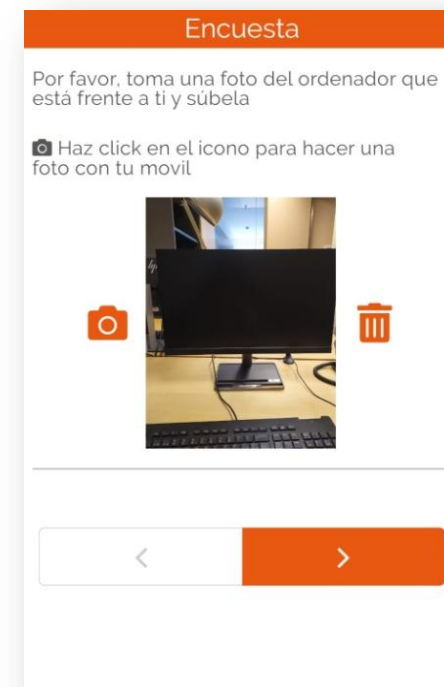 Encuesta
Por favor, toma una foto del ordenador que
está frente a ti y súbela
Haz click en el icono para hacer una
foto con tu movil